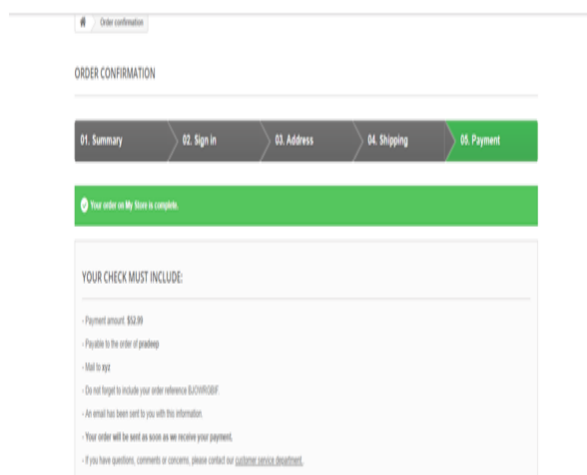 Order confirmation
ORDER CONFIRMATION
01. Summary 02. Sign in 03. Address 04. Shipping 05. Payment
Your order on My Store is complete.
YOUR CHECK MUST INCLUDE:
- Payment amount: $52.99
- Payable to the order of pradeep
- Mail to xyz
- Do not forget to include your order reference
- An email has been sent to you with this information.
- Your order will be sent as soon as we receive your payment.
- If you have questions, comments or concerns, please contact our customer service department.